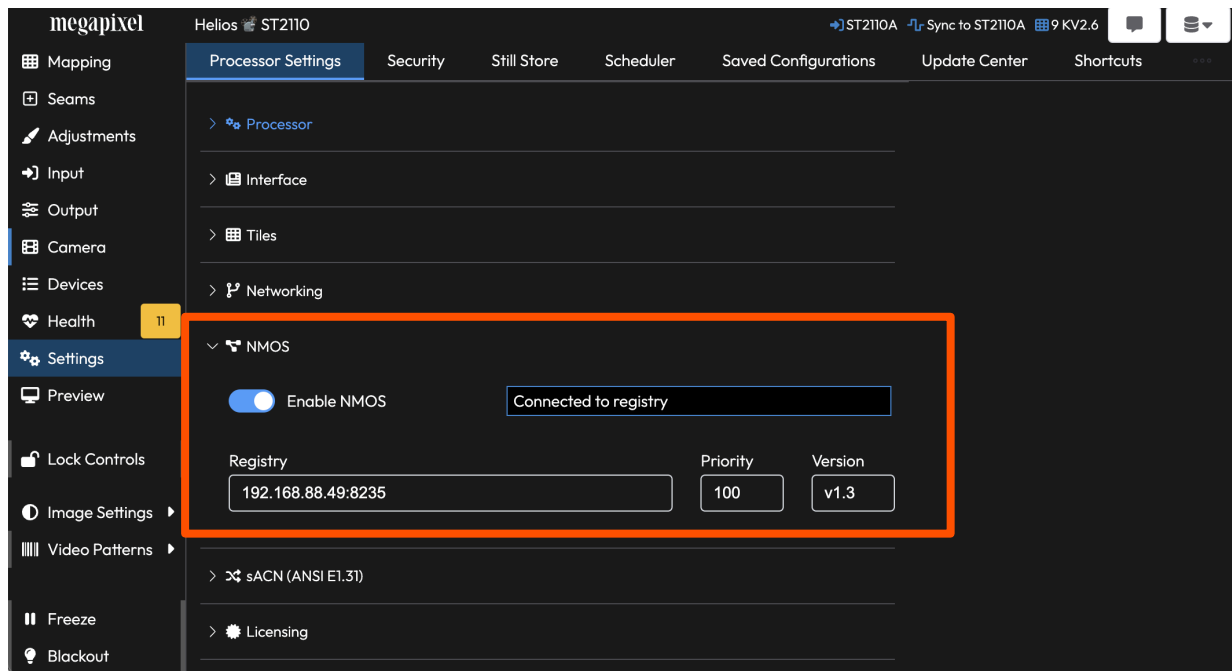 megapixel
Helios ST2110
ST2110A Sync to ST2110A 9 KV2.6
Processor Settings Security Still Store Scheduler Saved Configurations Update Center Shortcuts
Mapping
Seams
Adjustments
Input
Output
Camera
Devices
Health 11
Settings
Preview
Lock Controls
Image Settings
Video Patterns
Freeze
Blackout
Processor
Interface
Tiles
Networking
NMOS
Enable NMOS Connected to registry
Registry Priority Version
192.168.88.49:8235 100 v1.3
sACN (ANSI E1.31)
Licensing